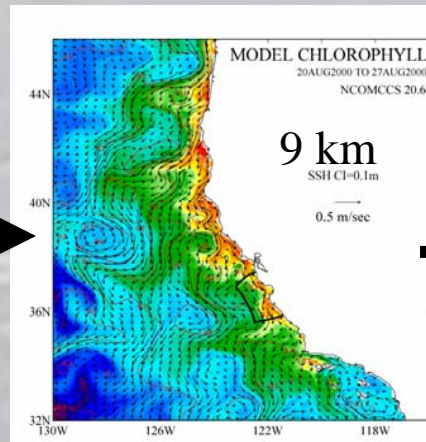 MODEL CHLOROPHYLL
20AUG2000 TO 27AUG2000
NCOMCCS 20.6
9 km
SSH CI=0.1m
0.5 m/sec
44N
40N
36N
32N
130W 126W 122W 118W